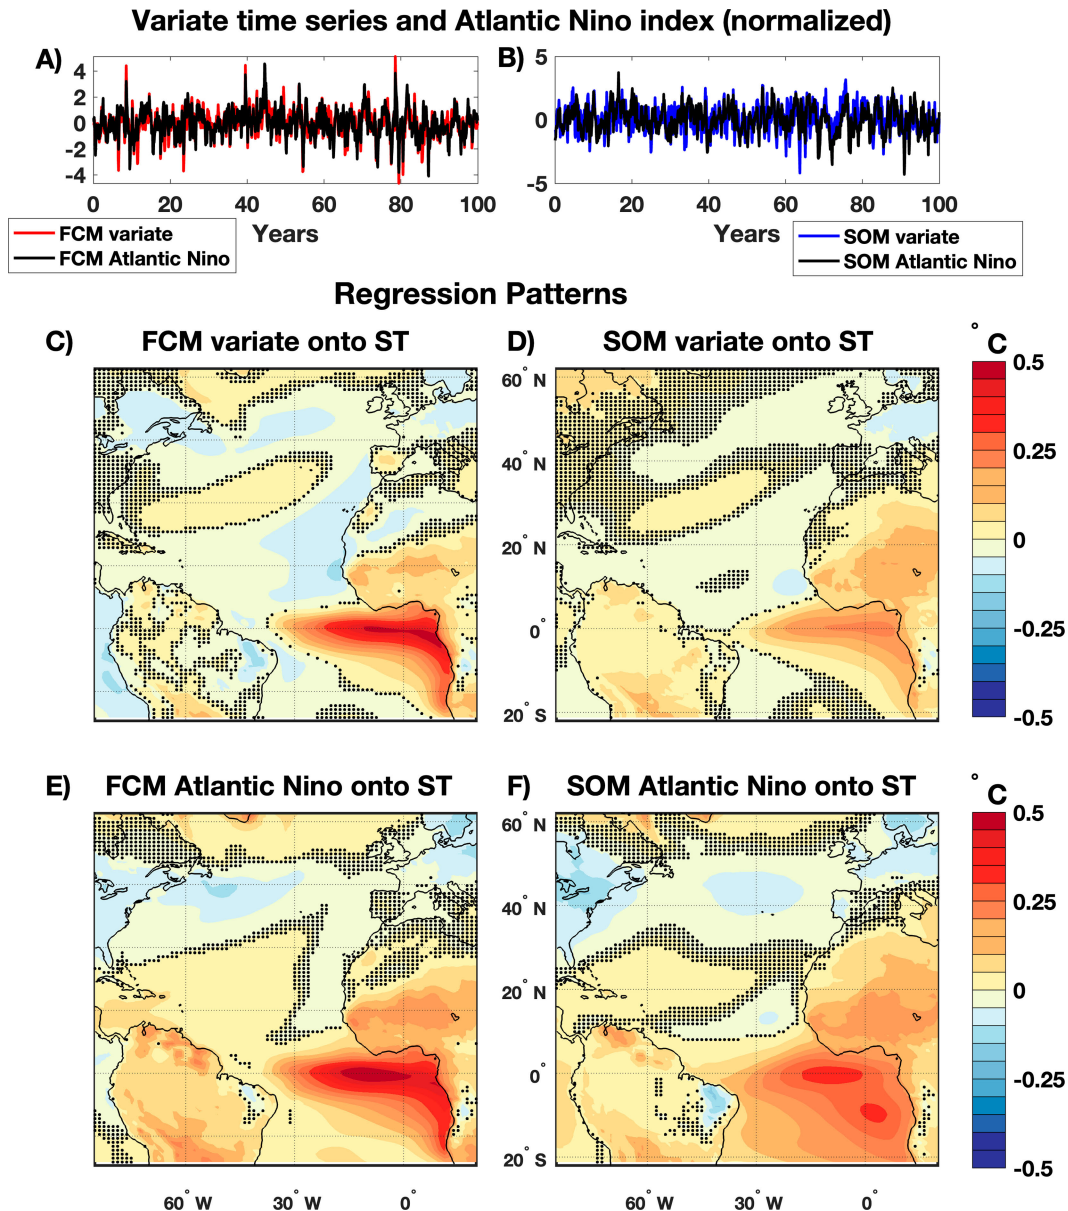 Variate time series and Atlantic Nino index (normalized)
A)
4
2
0
-2
-4
0 20 40 60 80 100
Years
FCM variate
FCM Atlantic Nino
B)
5
0
-5
0 20 40 60 80 100
Years
SOM variate
SOM Atlantic Nino
Regression Patterns
C) FCM variate onto ST
D) SOM variate onto ST
60° N
40° N
20° N
0°
20° S
° C
0.5
0.25
0
-0.25
-0.5
E) FCM Atlantic Nino onto ST
F) SOM Atlantic Nino onto ST
60° N
40° N
20° N
0°
20° S
° C
0.5
0.25
0
-0.25
-0.5
60° W 30° W 0°
60° W 30° W 0°